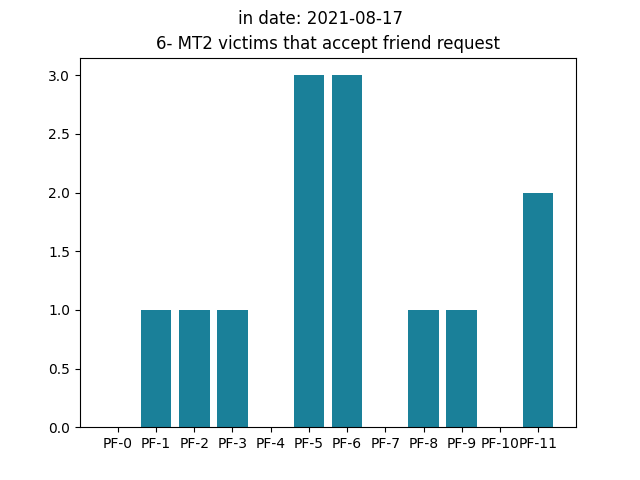 in date: 2021-08-17
6- MT2 victims that accept friend request
3.0
2.5
2.0
1.5
1.0
0.5
0.0
PF-0 PF-1 PF-2 PF-3 PF-4 PF-5 PF-6 PF-7 PF-8 PF-9 PF-10 PF-11